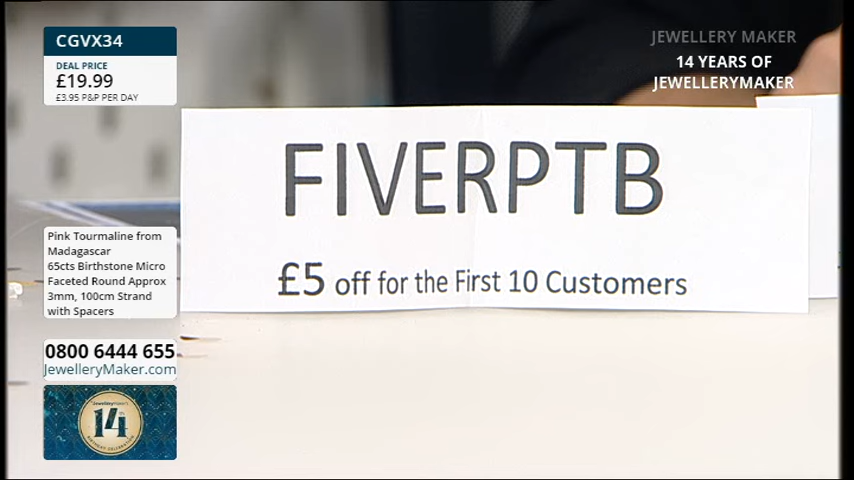 CGVX34
DEAL PRICE
£19.99
£3.95 P&P PER DAY
JEWELLERY MAKER
14 YEARS OF
JEWELLERYMAKER
FIVERPTB
£5 off for the First 10 Customers
Pink Tourmaline from
Madagascar
65cts Birthstone Micro
Faceted Round Approx
3mm, 100cm Strand
with Spacers
0800 6444 655
JewelleryMaker.com
14